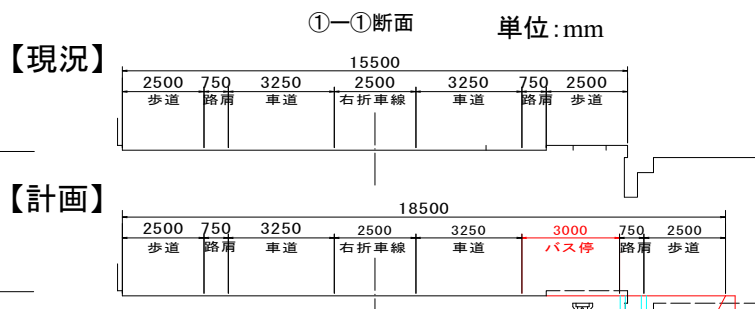 ①ー①断面 単位:mm
【現況】
15500
2500 750 3250 2500 3250 750 2500
歩道 路肩 車道 右折車線 車道 路肩 歩道
【計画】
18500
2500 750 3250 2500 3250 3000 750 2500
歩道 路肩 車道 右折車線 車道 バス停 路肩 歩道